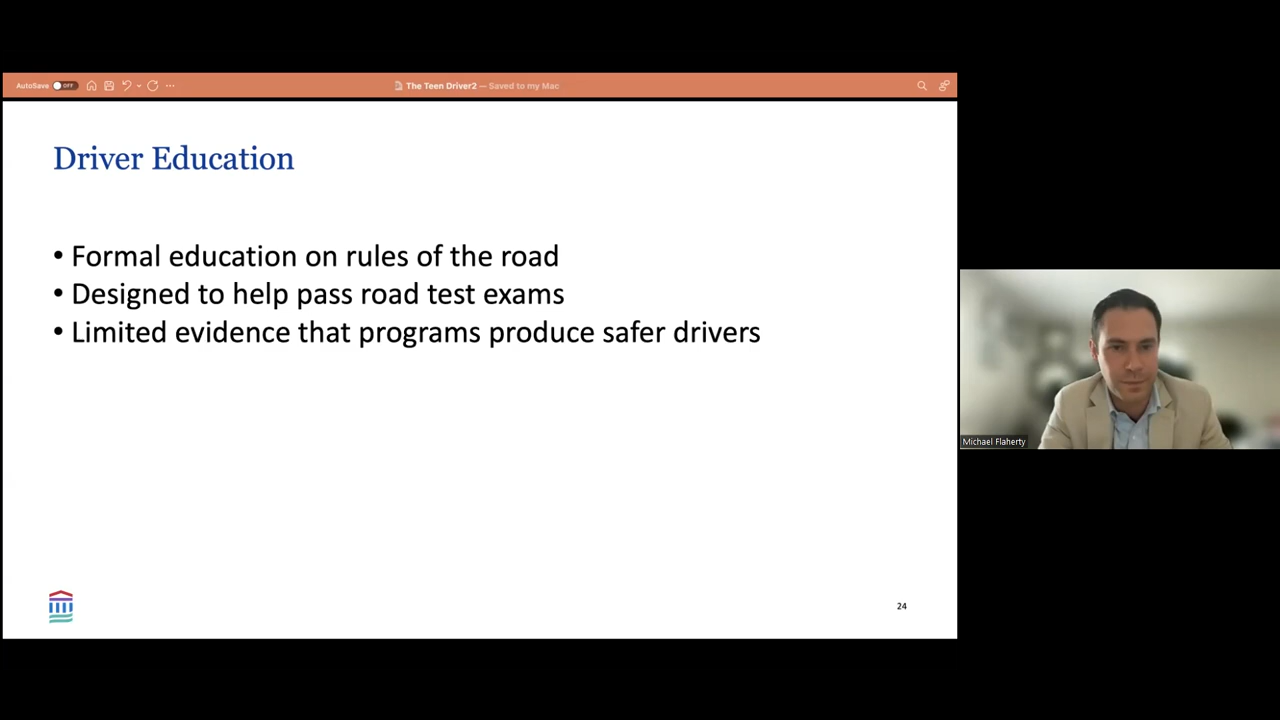 AutoSave OFF
The Teen Driver2 — Saved to my Mac
Driver Education
• Formal education on rules of the road
• Designed to help pass road test exams
• Limited evidence that programs produce safer drivers
Michael Flaherty
24